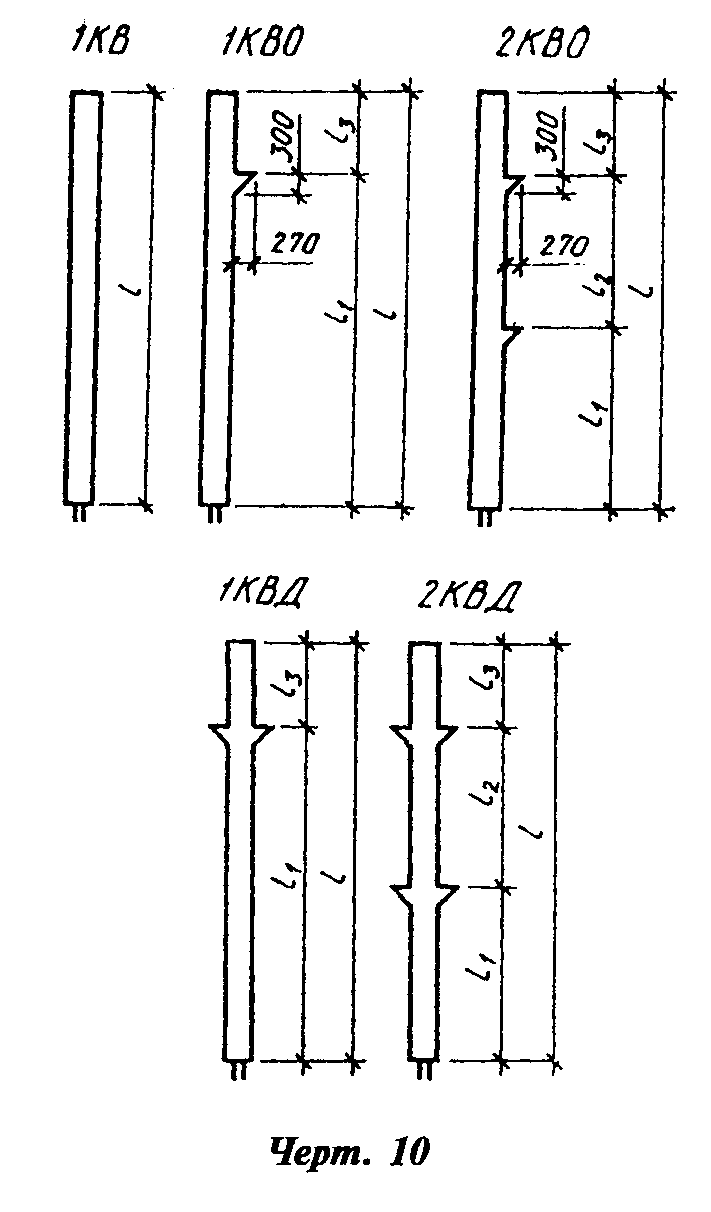 1КВ 1КВО 2КВО
300 l3 300 l3
270 270
l l1 l l2 l
l1
1КВД 2КВД
l3 l3
l2
l1 l l
l1
Черт. 10